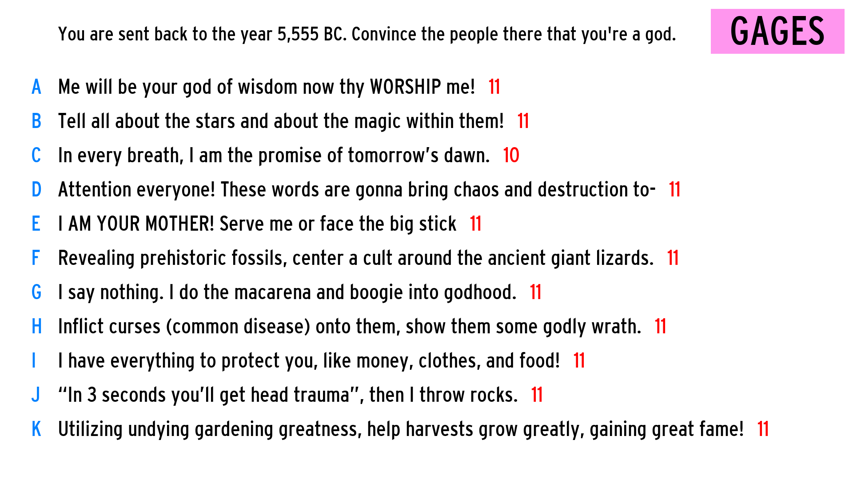 You are sent back to the year 5,555 BC. Convince the people there that you're a god.
GAGES
A Me will be your god of wisdom now thy WORSHIP me! 11
B Tell all about the stars and about the magic within them! 11
C In every breath, I am the promise of tomorrow’s dawn. 10
D Attention everyone! These words are gonna bring chaos and destruction to- 11
E I AM YOUR MOTHER! Serve me or face the big stick 11
F Revealing prehistoric fossils, center a cult around the ancient giant lizards. 11
G I say nothing. I do the macarena and boogie into godhood. 11
H Inflict curses (common disease) onto them, show them some godly wrath. 11
I I have everything to protect you, like money, clothes, and food! 11
J “In 3 seconds you’ll get head trauma”, then I throw rocks. 11
K Utilizing undying gardening greatness, help harvests grow greatly, gaining great fame! 11